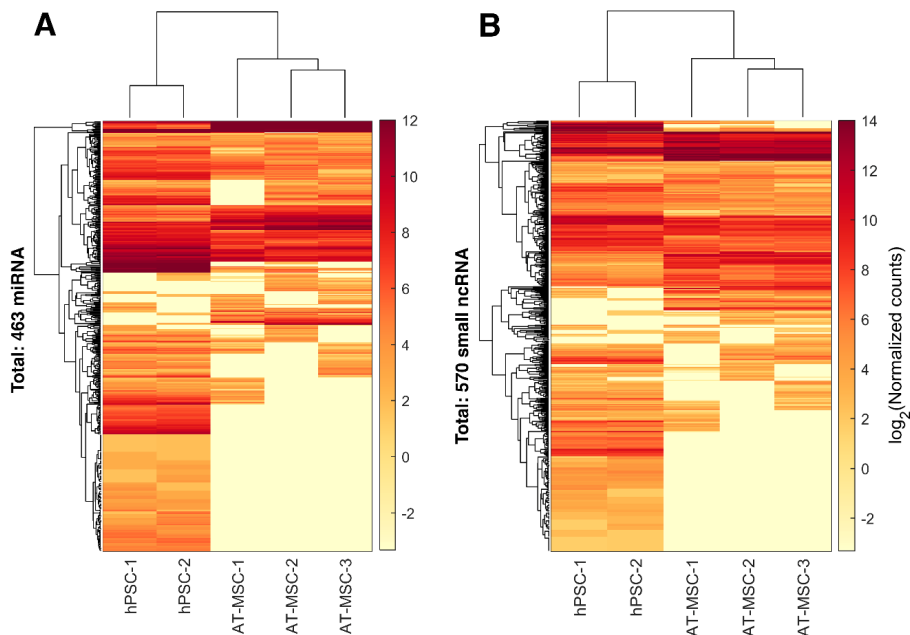 A
B
12
10
8
6
4
2
0
-2
14
12
10
8
6
4
2
0
-2
Total: 463 miRNA
Total: 570 small ncRNA
log2(Normalized counts)
hPSC-1
hPSC-2
AT-MSC-1
AT-MSC-2
AT-MSC-3
hPSC-1
hPSC-2
AT-MSC-1
AT-MSC-2
AT-MSC-3